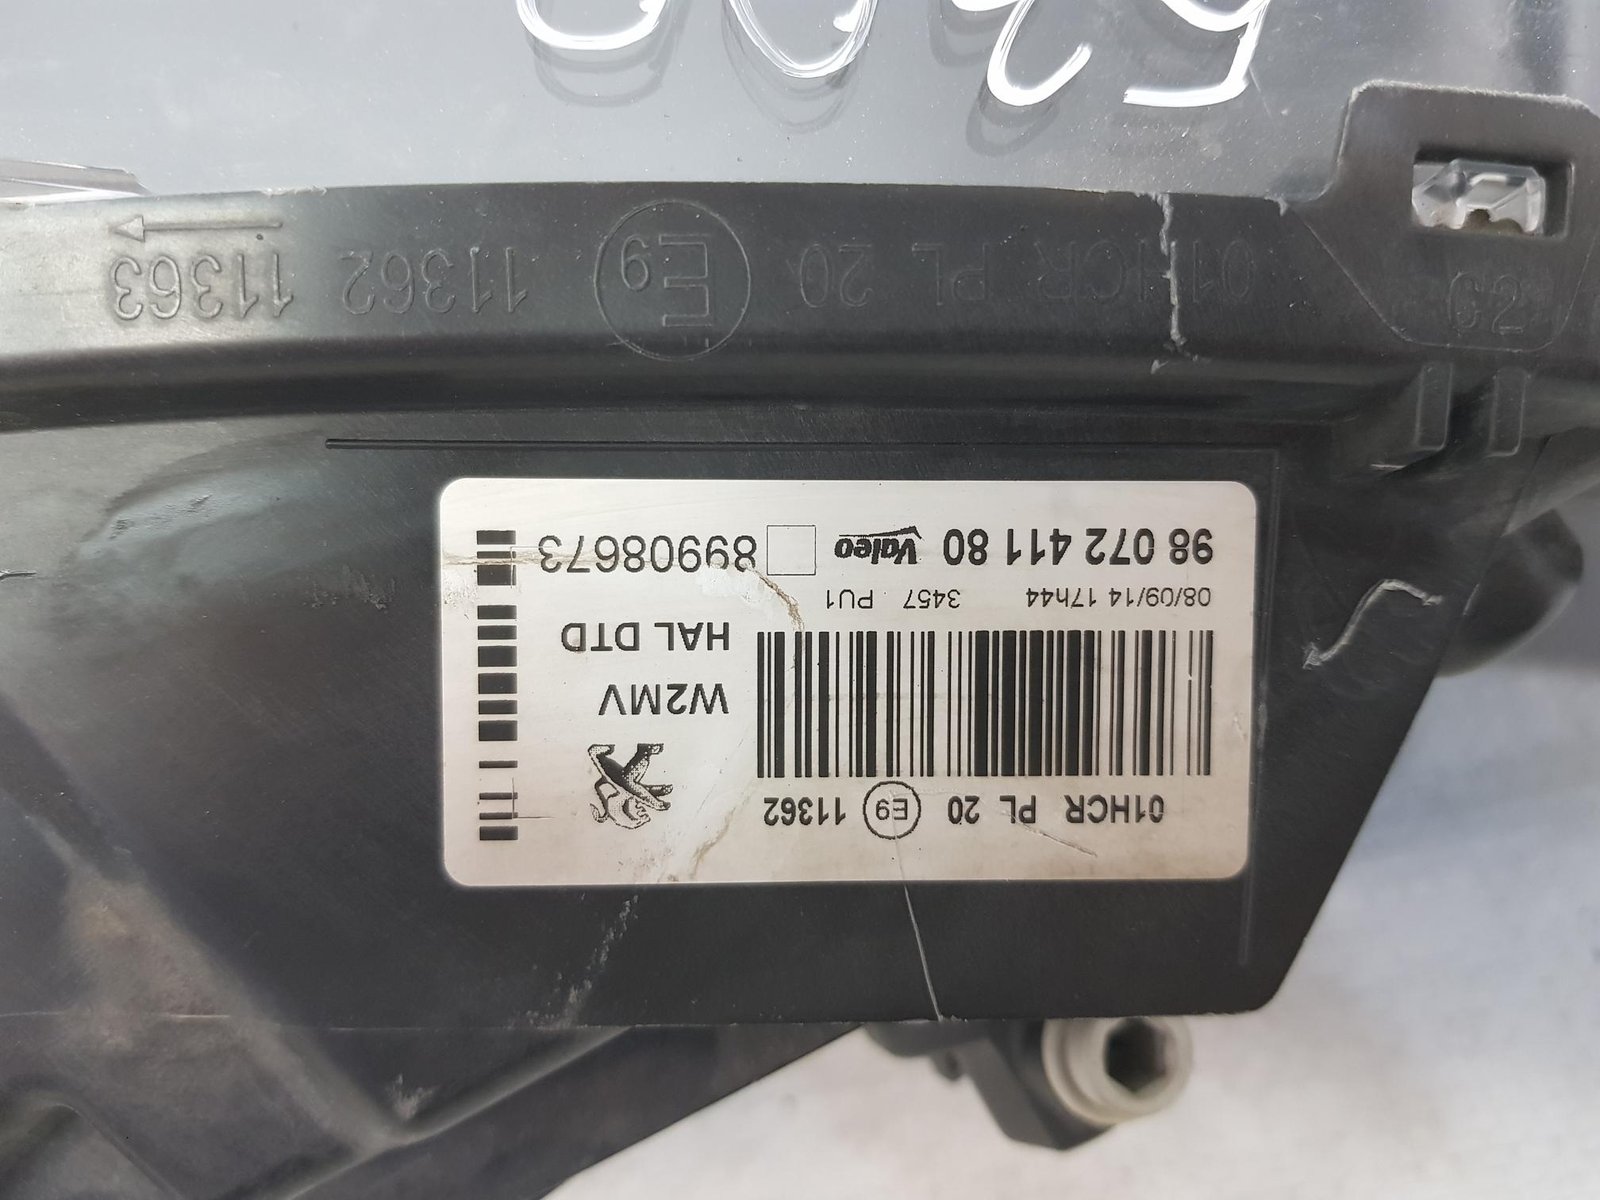 01HCR PL 20 E9 11362
W2MV
HAL DTD
08/09/14 17h44 3457 PU1
98 072 411 80 Valeo 89908673
01HCR PL 20 E9 11362 11363